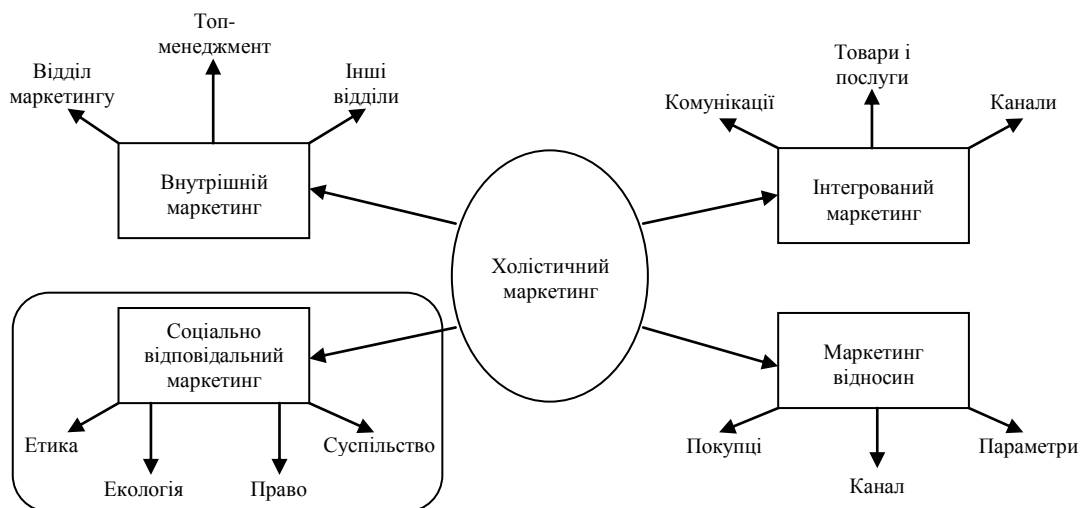 Топ-
менеджмент
Відділ
маркетингу
Інші
відділи
Внутрішній
маркетинг
Товари і
послуги
Комунікації
Канали
Інтегрований
маркетинг
Холістичний
маркетинг
Соціально
відповідальний
маркетинг
Етика
Екологія
Право
Суспільство
Маркетинг
відносин
Покупці
Канал
Параметри